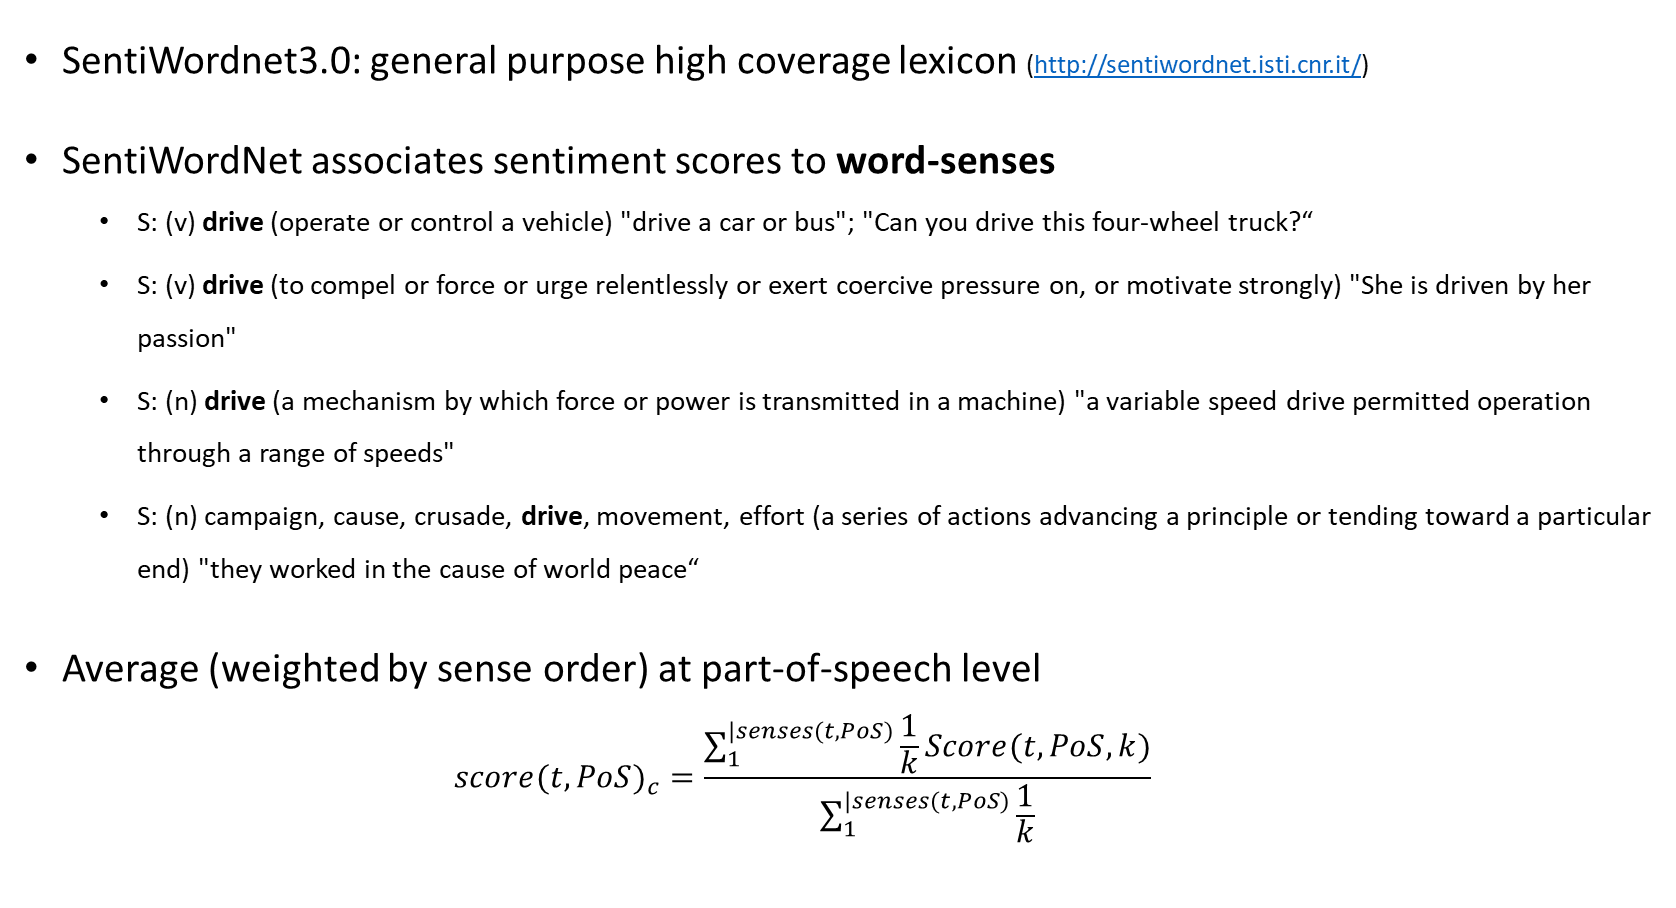 • SentiWordnet3.0: general purpose high coverage lexicon (http://sentiwordnet.isti.cnr.it/)
• SentiWordNet associates sentiment scores to word-senses
• S: (v) drive (operate or control a vehicle) "drive a car or bus"; "Can you drive this four-wheel truck?“
• S: (v) drive (to compel or force or urge relentlessly or exert coercive pressure on, or motivate strongly) "She is driven by her
passion"
• S: (n) drive (a mechanism by which force or power is transmitted in a machine) "a variable speed drive permitted operation
through a range of speeds"
• S: (n) campaign, cause, crusade, drive, movement, effort (a series of actions advancing a principle or tending toward a particular
end) "they worked in the cause of world peace“
• Average (weighted by sense order) at part-of-speech level
score(t,PoS)_c = \frac{\sum_1^{|senses(t,PoS)} \frac{1}{k} Score(t,PoS,k)}{\sum_1^{|senses(t,PoS)} \frac{1}{k}}